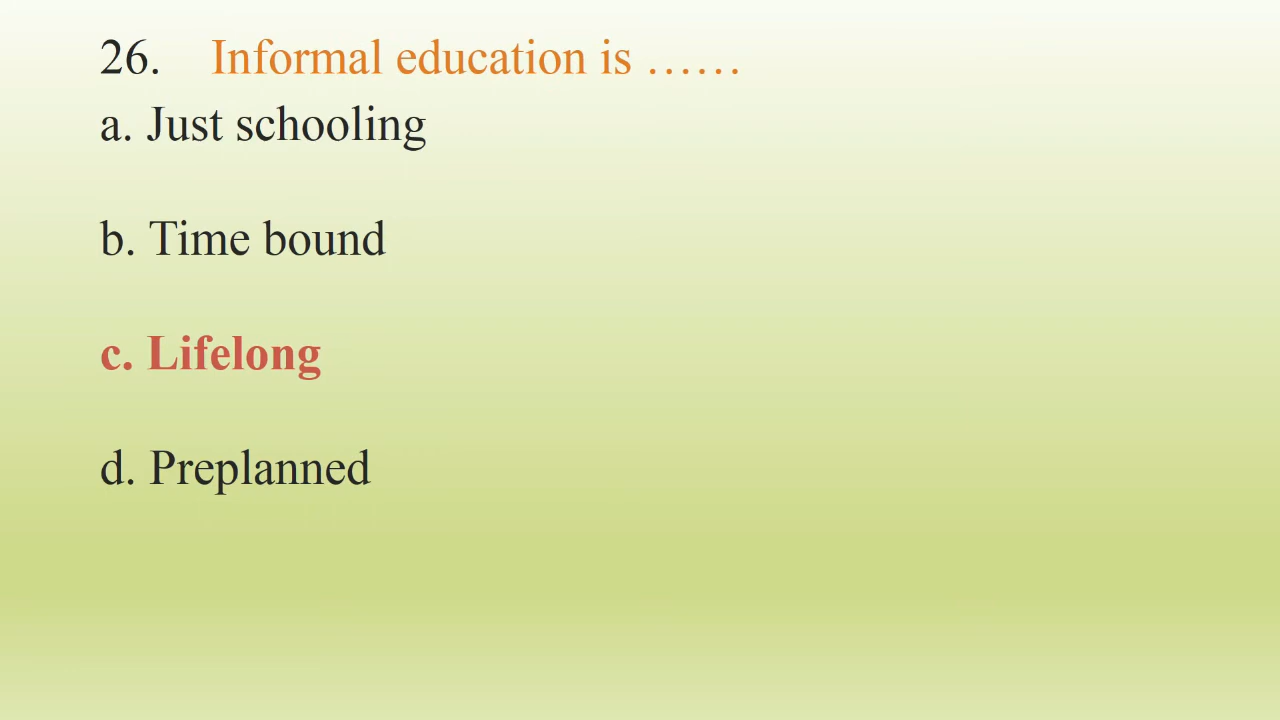 26. Informal education is ……
a. Just schooling
b. Time bound
c. Lifelong
d. Preplanned